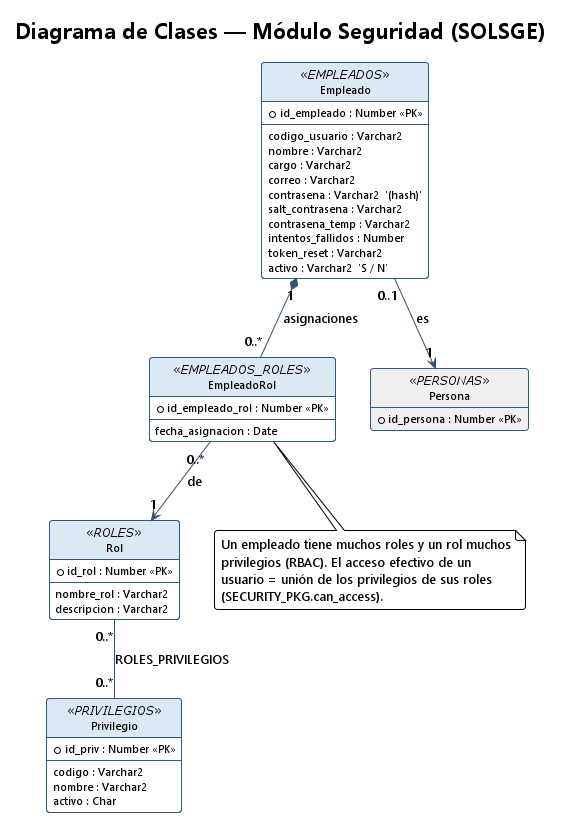 Diagrama de Clases — Módulo Seguridad (SOLSGE)
«EMPLEADOS»
Empleado
id_empleado : Number «PK»
codigo_usuario : Varchar2
nombre : Varchar2
cargo : Varchar2
correo : Varchar2
contrasena : Varchar2 '(hash)'
salt_contrasena : Varchar2
contrasena_temp : Varchar2
intentos_fallidos : Number
token_reset : Varchar2
activo : Varchar2 'S / N'
1
0..1
asignaciones
es
0..*
1
«EMPLEADOS_ROLES»
EmpleadoRol
id_empleado_rol : Number «PK»
fecha_asignacion : Date
«PERSONAS»
Persona
id_persona : Number «PK»
0..*
de
1
«ROLES»
Rol
id_rol : Number «PK»
nombre_rol : Varchar2
descripcion : Varchar2
Un empleado tiene muchos roles y un rol muchos
privilegios (RBAC). El acceso efectivo de un
usuario = unión de los privilegios de sus roles
(SECURITY_PKG.can_access).
0..*
ROLES_PRIVILEGIOS
0..*
«PRIVILEGIOS»
Privilegio
id_priv : Number «PK»
codigo : Varchar2
nombre : Varchar2
activo : Char